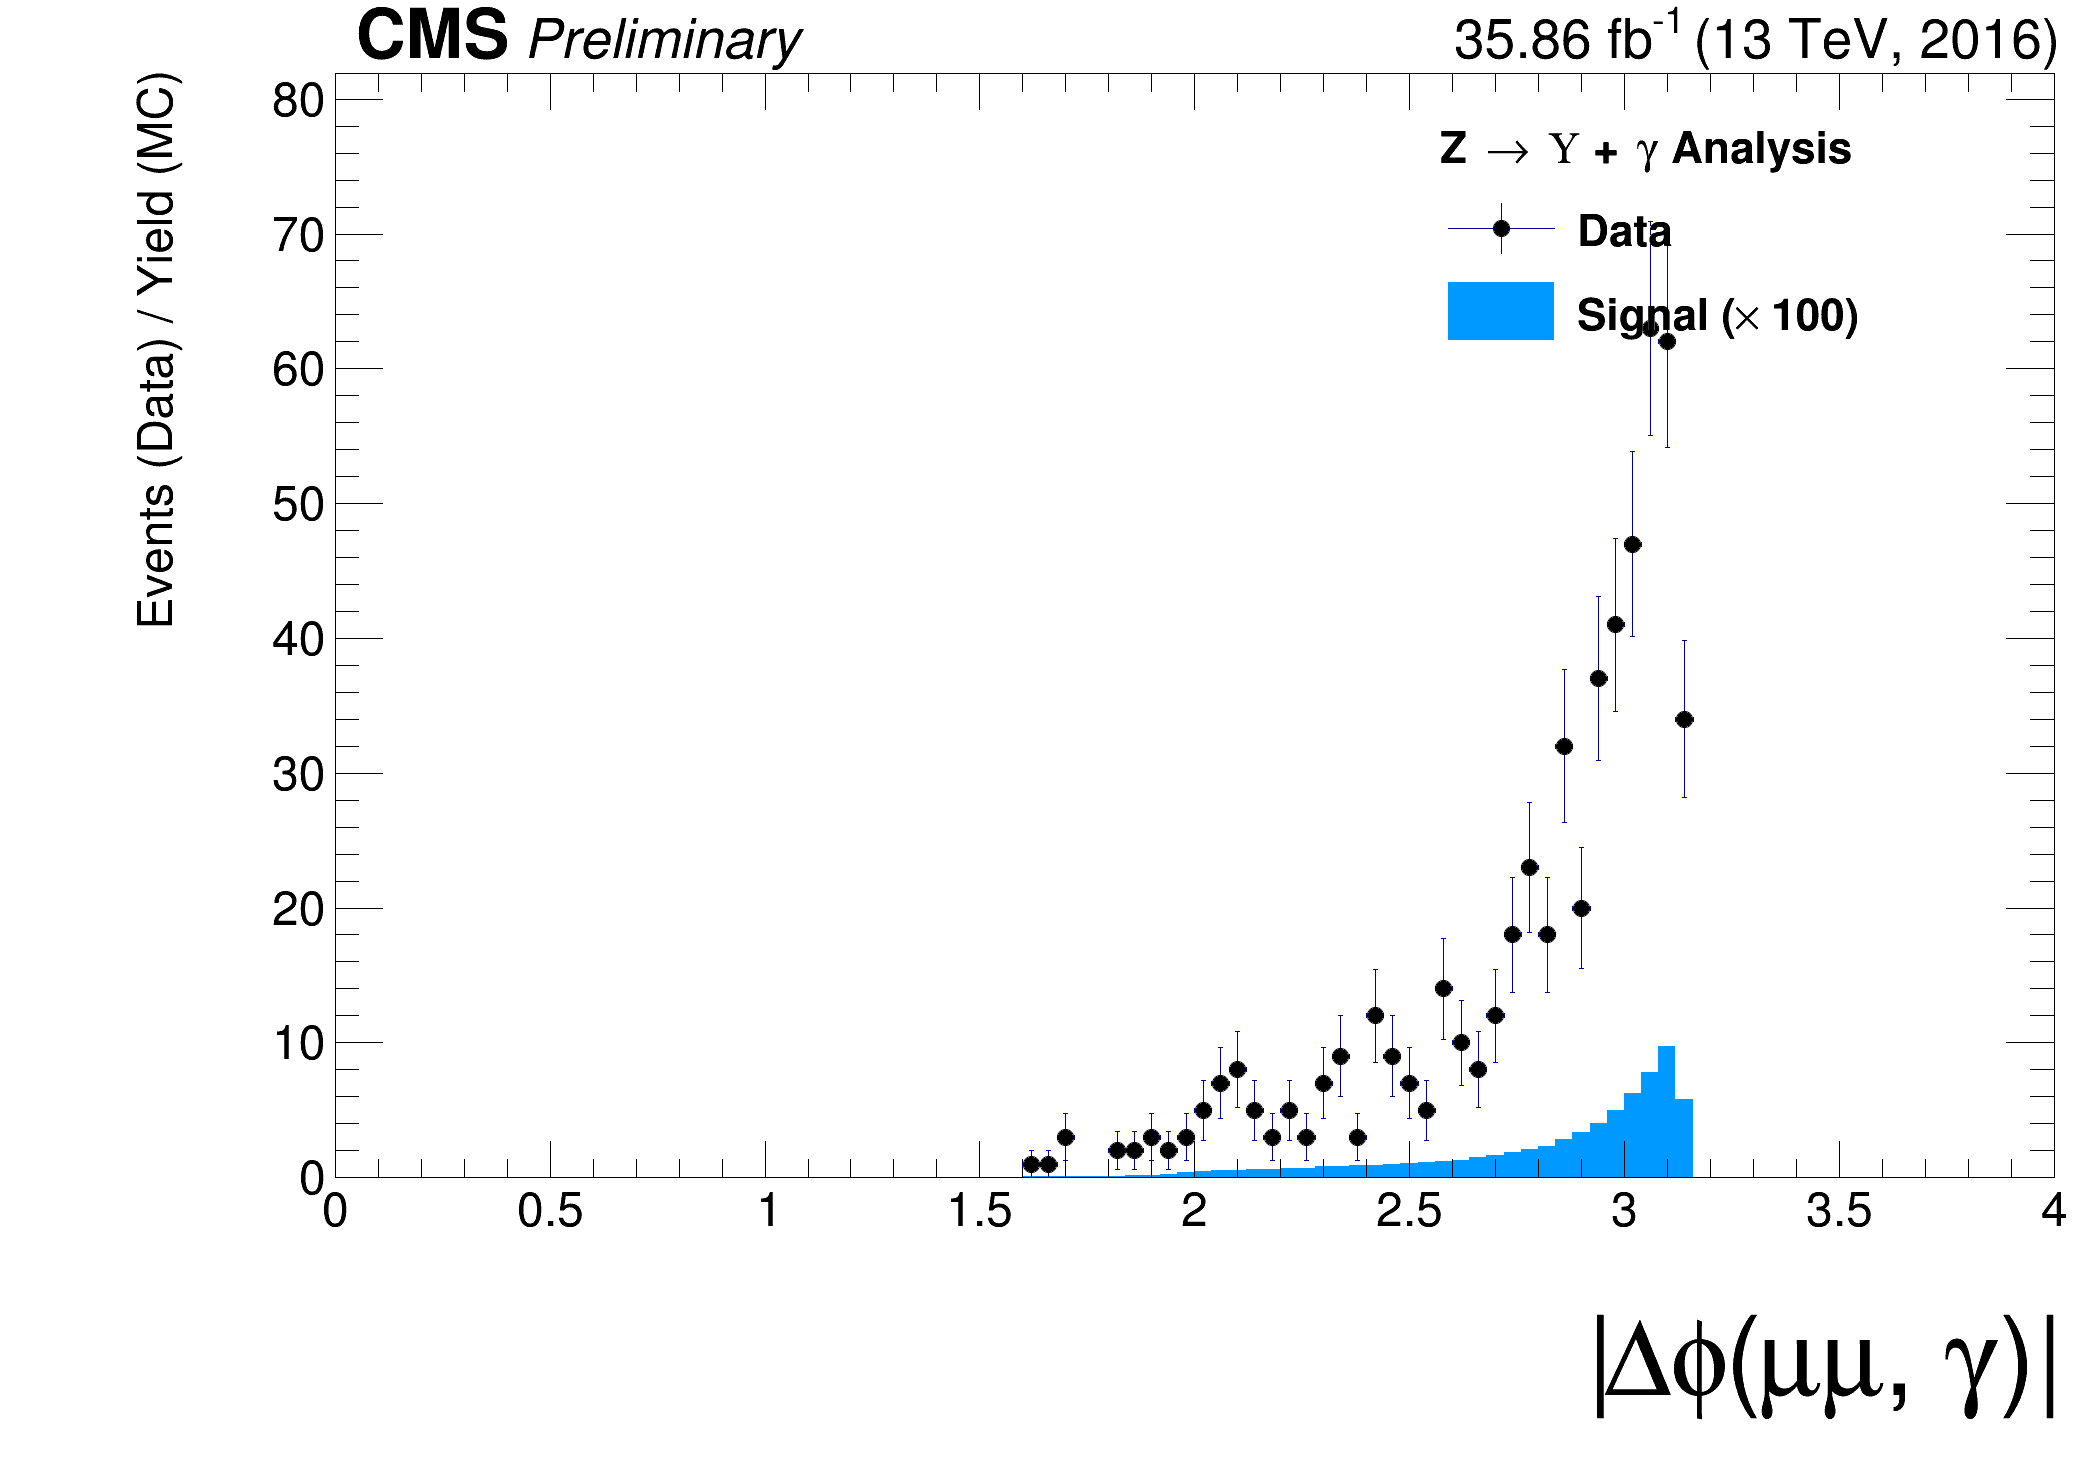 CMS Preliminary
35.86 fb⁻¹ (13 TeV, 2016)
Events (Data) / Yield (MC)
Z → Υ + γ Analysis
Data
Signal (× 100)
80
70
60
50
40
30
20
10
0
0 0.5 1 1.5 2 2.5 3 3.5 4
|Δϕ(μμ, γ)|